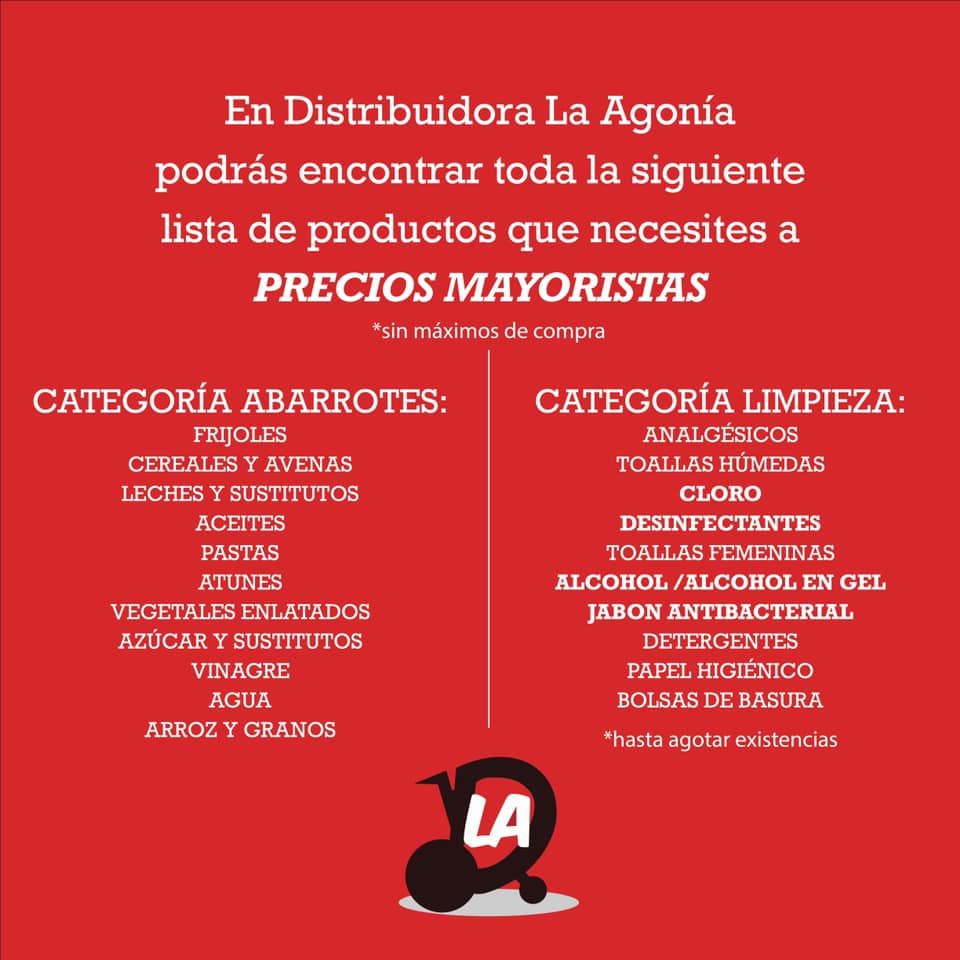 En Distribuidora La Agonía
podrás encontrar toda la siguiente
lista de productos que necesites a
PRECIOS MAYORISTAS
*sin máximos de compra
CATEGORÍA ABARROTES:
FRIJOLES
CEREALES Y AVENAS
LECHES Y SUSTITUTOS
ACEITES
PASTAS
ATUNES
VEGETALES ENLATADOS
AZÚCAR Y SUSTITUTOS
VINAGRE
AGUA
ARROZ Y GRANOS
CATEGORÍA LIMPIEZA:
ANALGÉSICOS
TOALLAS HÚMEDAS
CLORO
DESINFECTANTES
TOALLAS FEMENINAS
ALCOHOL /ALCOHOL EN GEL
JABON ANTIBACTERIAL
DETERGENTES
PAPEL HIGIÉNICO
BOLSAS DE BASURA
*hasta agotar existencias
LA